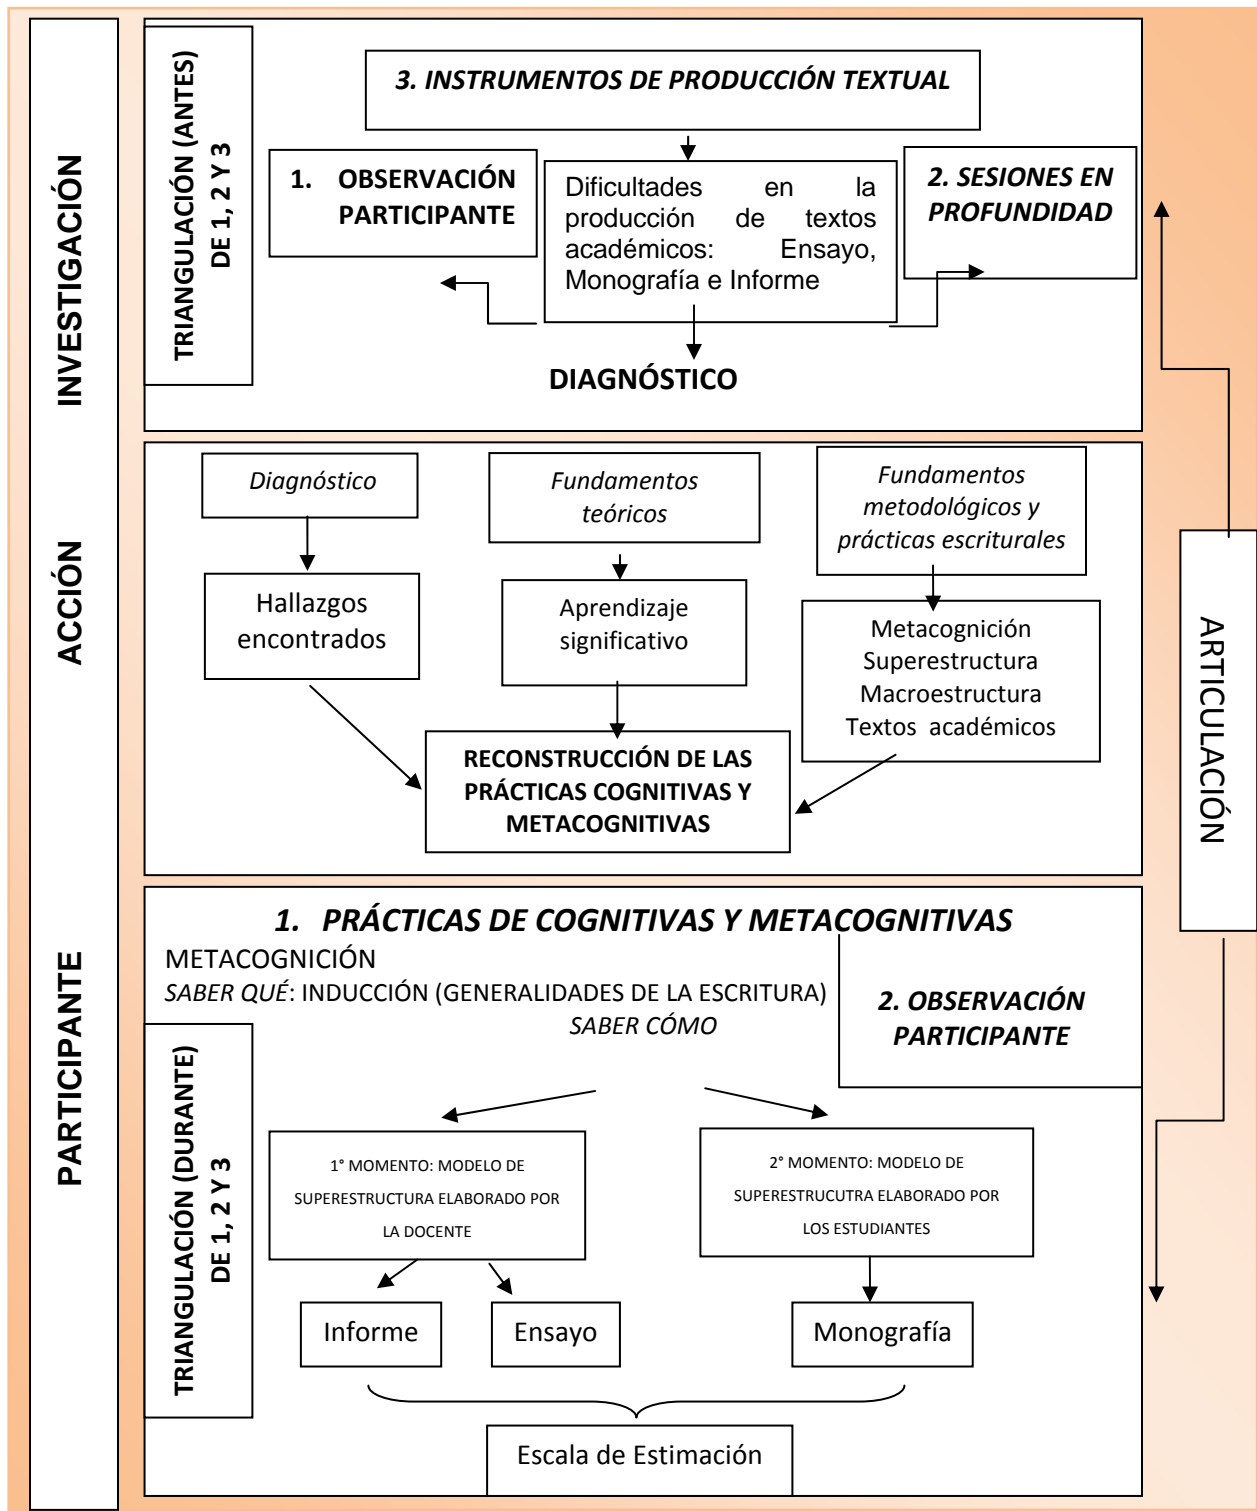 INVESTIGACIÓN
ACCIÓN
PARTICIPANTE
TRIANGULACIÓN (ANTES)
DE 1, 2 Y 3
3. INSTRUMENTOS DE PRODUCCIÓN TEXTUAL
1. OBSERVACIÓN
PARTICIPANTE
Dificultades en la
producción de textos
académicos: Ensayo,
Monografía e Informe
2. SESIONES EN
PROFUNDIDAD
DIAGNÓSTICO
Diagnóstico
Fundamentos
teóricos
Fundamentos
metodológicos y
prácticas escriturales
Hallazgos
encontrados
Aprendizaje
significativo
Metacognición
Superestructura
Macroestructura
Textos académicos
RECONSTRUCCIÓN DE LAS
PRÁCTICAS COGNITIVAS Y
METACOGNITIVAS
ARTICULACIÓN
1. PRÁCTICAS DE COGNITIVAS Y METACOGNITIVAS
METACOGNICIÓN
SABER QUÉ: INDUCCIÓN (GENERALIDADES DE LA ESCRITURA)
SABER CÓMO
2. OBSERVACIÓN
PARTICIPANTE
TRIANGULACIÓN (DURANTE)
DE 1, 2 Y 3
1° MOMENTO: MODELO DE
SUPERESTRUCTURA ELABORADO POR
LA DOCENTE
2° MOMENTO: MODELO DE
SUPERESTRUCUTRA ELABORADO POR
LOS ESTUDIANTES
Informe
Ensayo
Monografía
Escala de Estimación